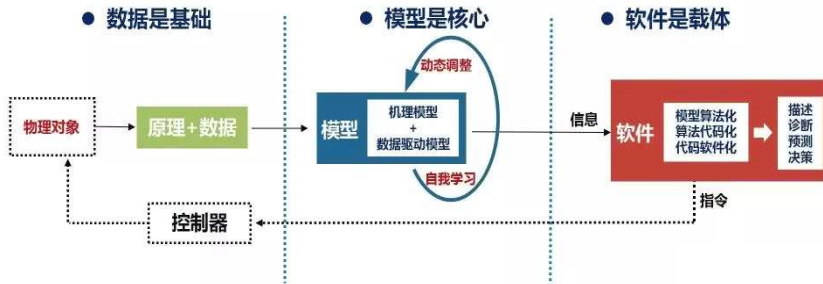 ● 数据是基础
● 模型是核心
● 软件是载体
物理对象
原理+数据
动态调整
模型
机理模型
+
数据驱动模型
自我学习
信息
软件
模型算法化
算法代码化
代码软件化
描述
诊断
预测
决策
指令
控制器